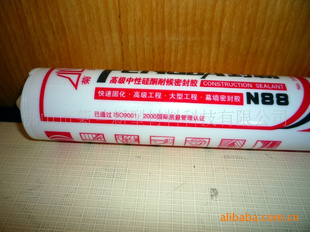 高级中性硅酮耐候密封胶
CONSTRUCTION SEALANT
快速固化·高级工程·大型工程·幕墙密封胶 N88
已通过ISO9001:2000国际质量管理认证
alibaba.com.cn